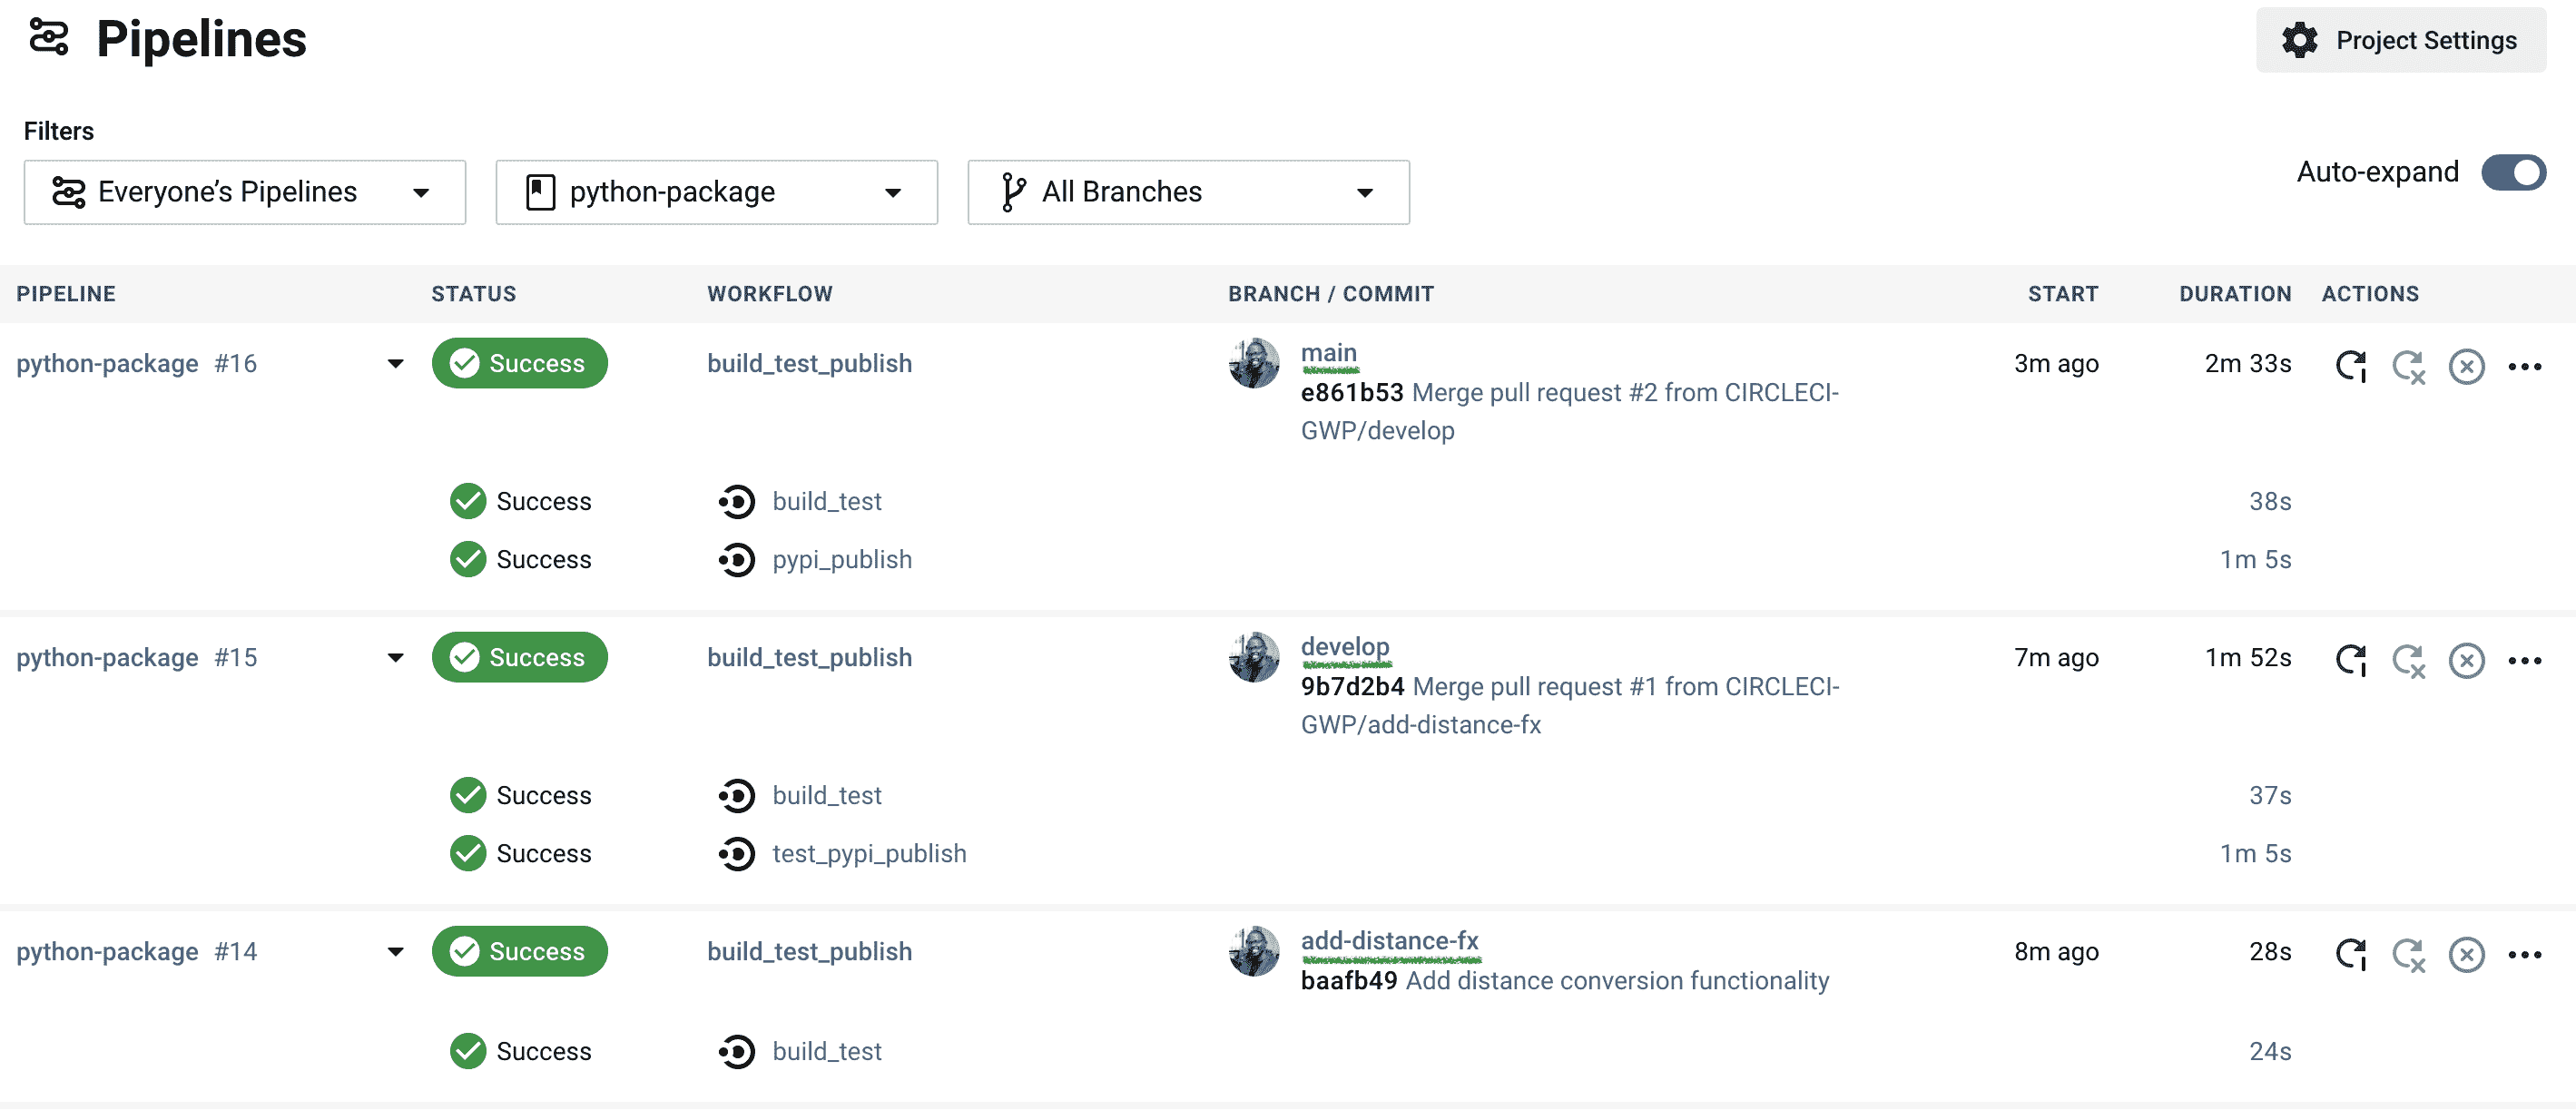 Pipelines
Project Settings
Filters
Everyone’s Pipelines
python-package
All Branches
Auto-expand
PIPELINE STATUS WORKFLOW BRANCH / COMMIT START DURATION ACTIONS
python-package #16 Success build_test_publish main 3m ago 2m 33s
e861b53 Merge pull request #2 from CIRCLECI-
GWP/develop
Success build_test 38s
Success pypi_publish 1m 5s
python-package #15 Success build_test_publish develop 7m ago 1m 52s
9b7d2b4 Merge pull request #1 from CIRCLECI-
GWP/add-distance-fx
Success build_test 37s
Success test_pypi_publish 1m 5s
python-package #14 Success build_test_publish add-distance-fx 8m ago 28s
baafb49 Add distance conversion functionality
Success build_test 24s